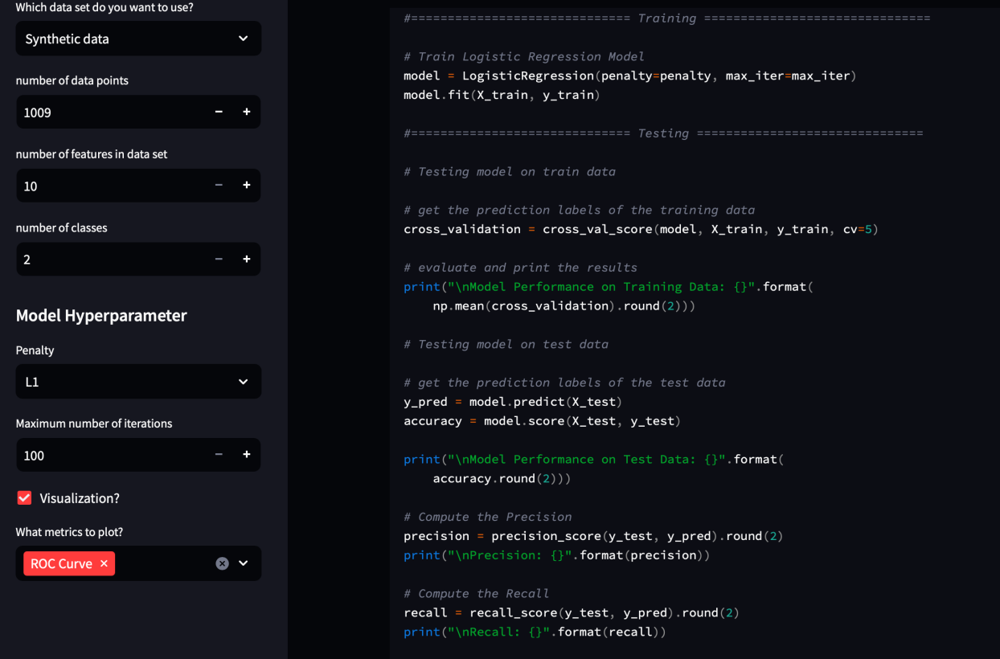 Which data set do you want to use?
Synthetic data
number of data points
1009
− +
number of features in data set
10
− +
number of classes
2
− +
Model Hyperparameter
Penalty
L1
Maximum number of iterations
100
− +
Visualization?
What metrics to plot?
ROC Curve ×
#============================== Training ===============================
# Train Logistic Regression Model
model = LogisticRegression(penalty=penalty, max_iter=max_iter)
model.fit(X_train, y_train)
#============================== Testing ===============================
# Testing model on train data
# get the prediction labels of the training data
cross_validation = cross_val_score(model, X_train, y_train, cv=5)
# evaluate and print the results
print("\nModel Performance on Training Data: {}".format(
    np.mean(cross_validation).round(2)))
# Testing model on test data
# get the prediction labels of the test data
y_pred = model.predict(X_test)
accuracy = model.score(X_test, y_test)
print("\nModel Performance on Test Data: {}".format(
    accuracy.round(2)))
# Compute the Precision
precision = precision_score(y_test, y_pred).round(2)
print("\nPrecision: {}".format(precision))
# Compute the Recall
recall = recall_score(y_test, y_pred).round(2)
print("\nRecall: {}".format(recall))